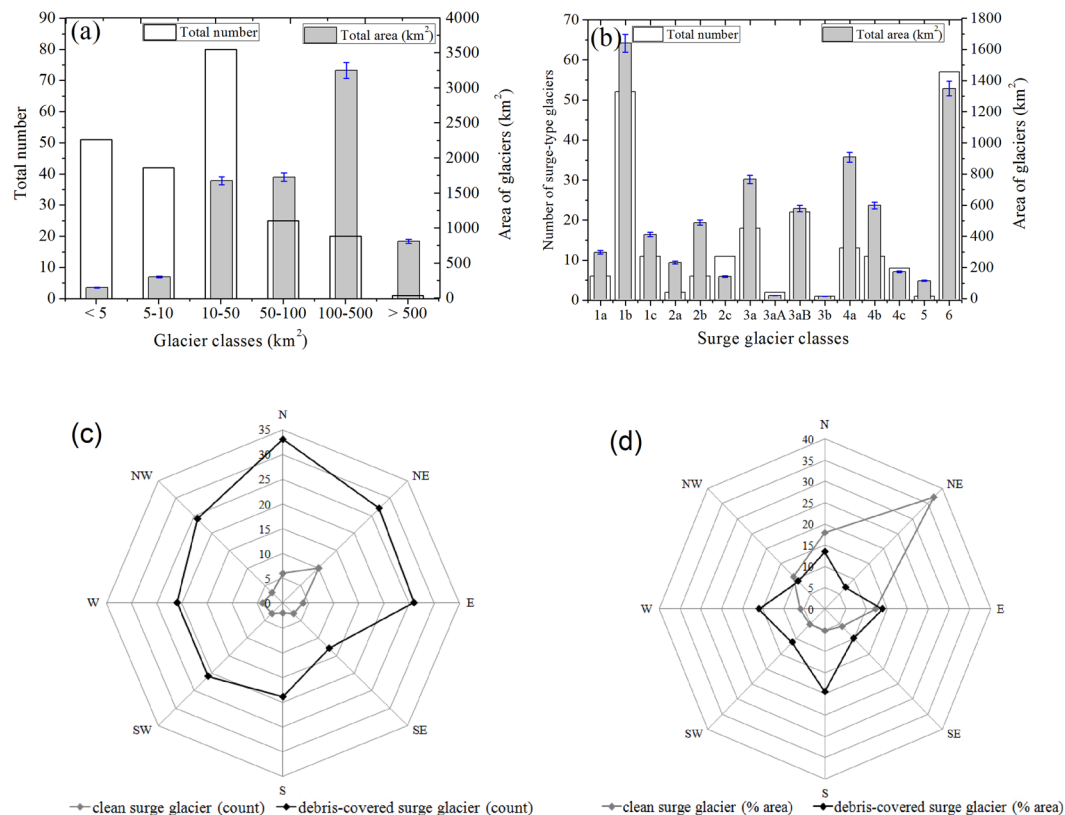 (a)
Total number
Total area (km²)
90
80
70
60
50
40
30
20
10
0
Total number
4000
3500
3000
2500
2000
1500
1000
500
0
Area of glaciers (km²)
< 5
5-10
10-50
50-100
100-500
> 500
Glacier classes (km²)
(b)
Total number
Total area (km²)
70
60
50
40
30
20
10
0
Number of surge-type glaciers
1800
1600
1400
1200
1000
800
600
400
200
0
Area of glaciers (km²)
1a
1b
1c
2a
2b
2c
3a
3aA
3aB
3b
4a
4b
4c
5
6
Surge glacier classes
(c)
N
NE
E
SE
S
SW
W
NW
35
30
25
20
15
10
5
0
clean surge glacier (count)
debris-covered surge glacier (count)
(d)
N
NE
E
SE
S
SW
W
NW
40
35
30
25
20
15
10
5
0
clean surge glacier (% area)
debris-covered surge glacier (% area)